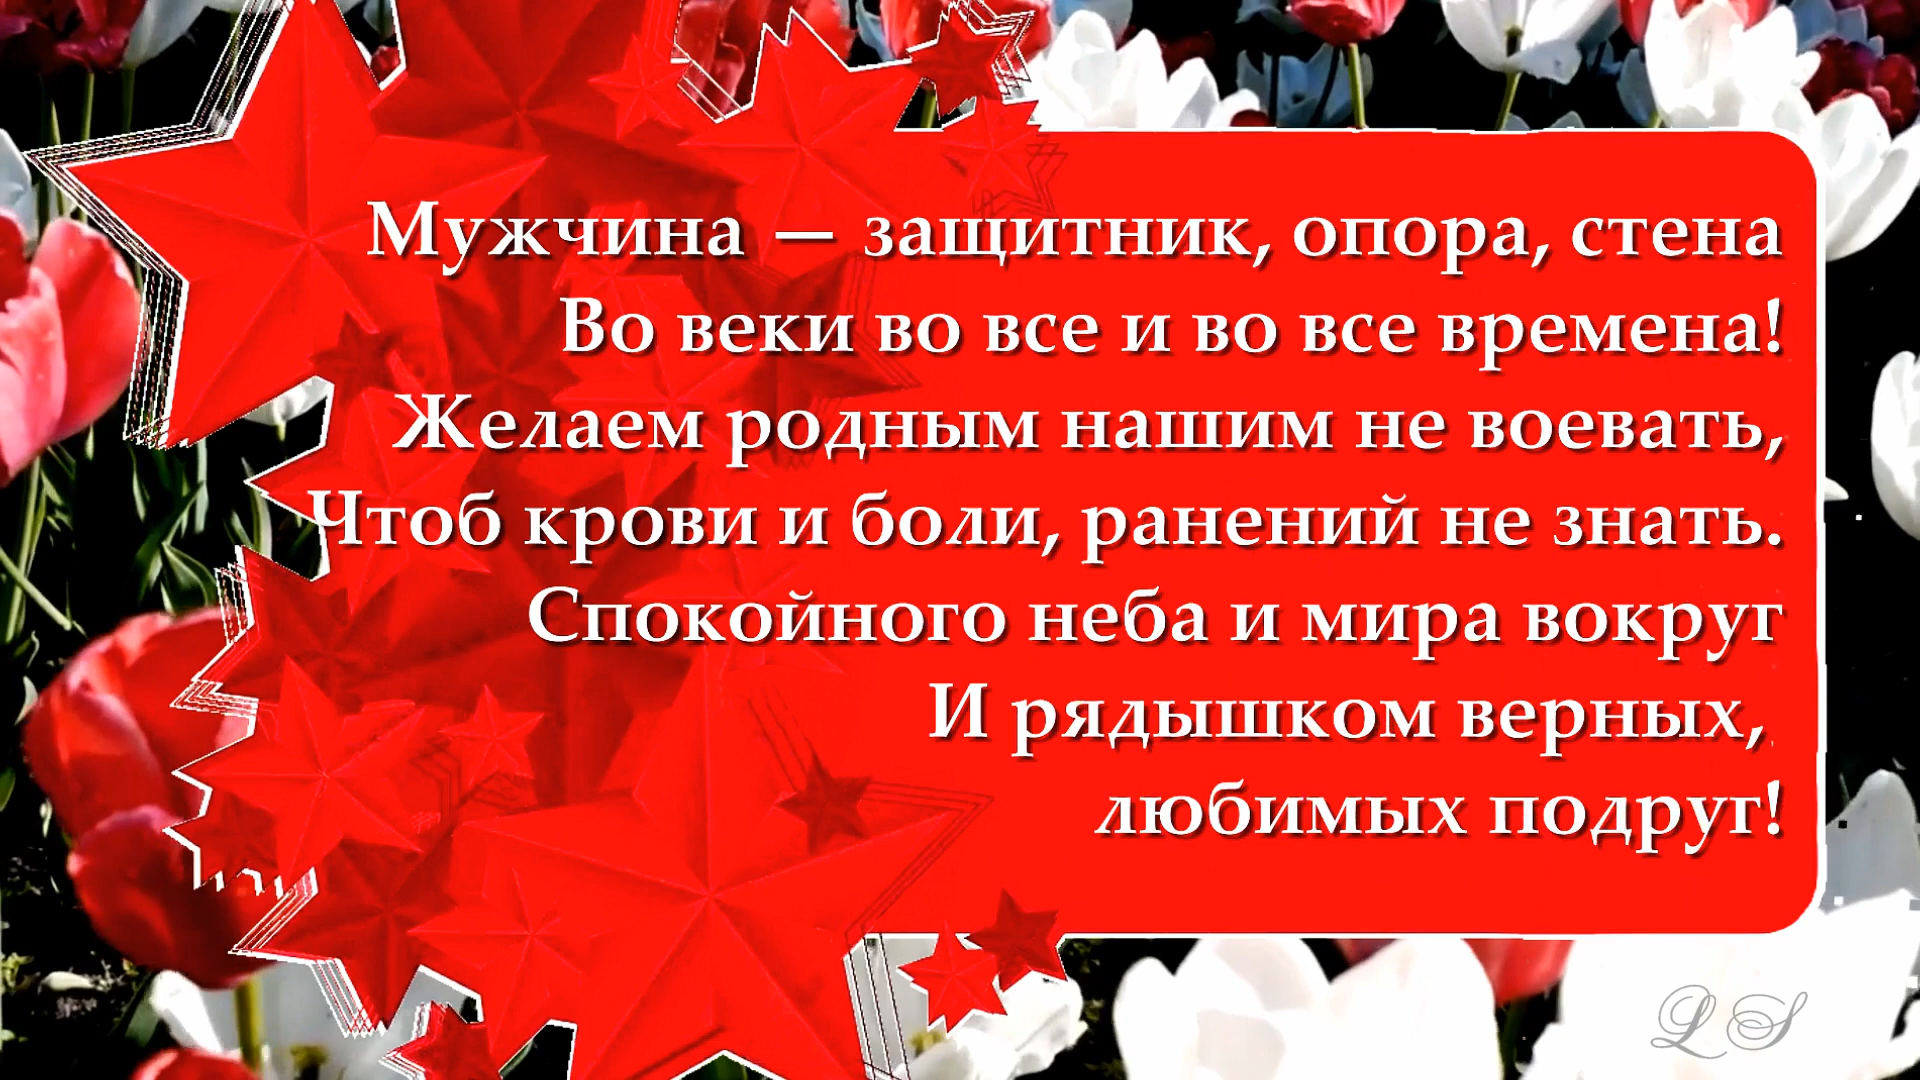 Мужчина — защитник, опора, стена
Во веки во все и во все времена!
Желаем родным нашим не воевать,
Чтоб крови и боли, ранений не знать.
Спокойного неба и мира вокруг
И рядышком верных,
любимых подруг!
L S